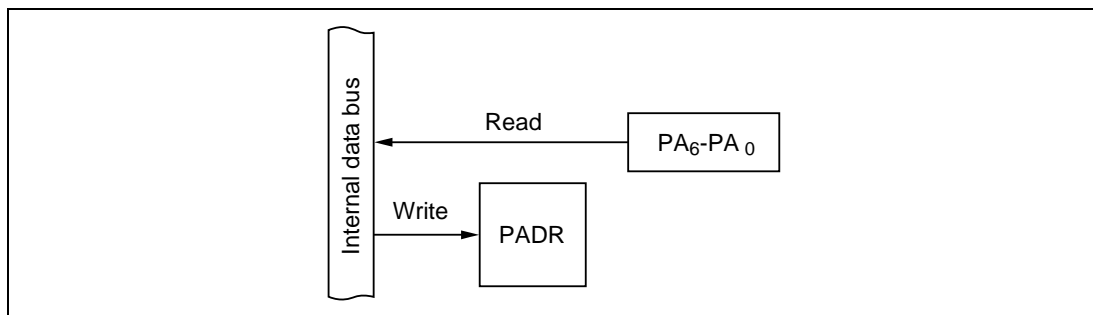 Internal data bus
Read
PA6-PA 0
Write
PADR